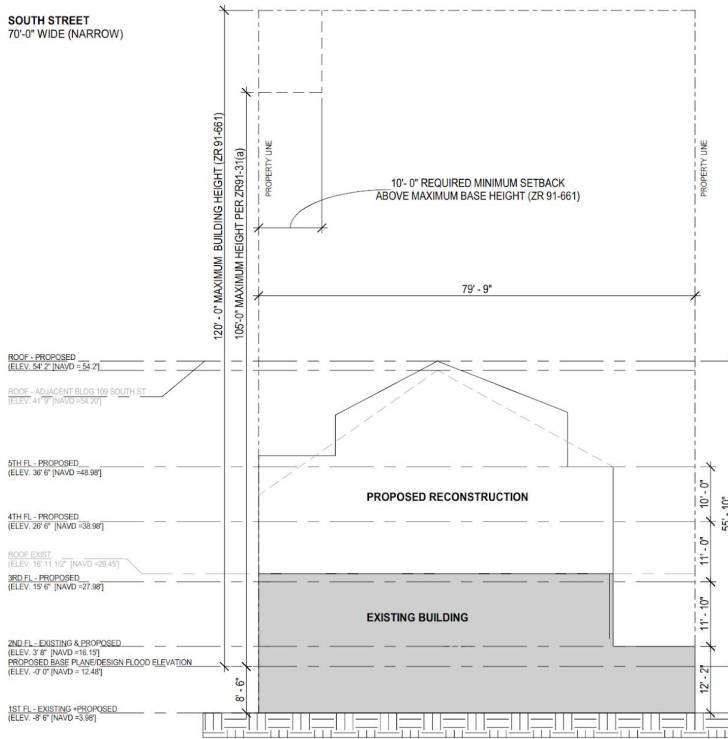 SOUTH STREET
70'-0" WIDE (NARROW)
120' - 0" MAXIMUM BUILDING HEIGHT (ZR 91-661)
105'-0" MAXIMUM HEIGHT PER ZR91-31(a)
PROPERTY LINE
PROPERTY LINE
10'- 0" REQUIRED MINIMUM SETBACK
ABOVE MAXIMUM BASE HEIGHT (ZR 91-661)
79' - 9"
ROOF - PROPOSED
(ELEV. 54' 2" [NAVD = 54.2']
ROOF - ADJACENT BLDG 109 SOUTH ST
(ELEV. 41' 9" [NAVD =54.20']
5TH FL - PROPOSED
(ELEV. 36' 6" [NAVD =48.98']
PROPOSED RECONSTRUCTION
10' - 0"
55' - 10"
4TH FL - PROPOSED
(ELEV. 26' 6" [NAVD =38.98']
11' - 0"
ROOF EXIST.
(ELEV. 16' 11 1/2" [NAVD =29.45']
3RD FL - PROPOSED
(ELEV. 15' 6" [NAVD =27.98']
EXISTING BUILDING
11' - 10"
2ND FL - EXISTING & PROPOSED
(ELEV. 3' 8" [NAVD =16.15']
PROPOSED BASE PLANE/DESIGN FLOOD ELEVATION
(ELEV. -0' 0" [NAVD = 12.48']
8' - 6"
12' - 2"
1ST FL - EXISTING +PROPOSED
(ELEV. -8' 6" [NAVD =3.98']